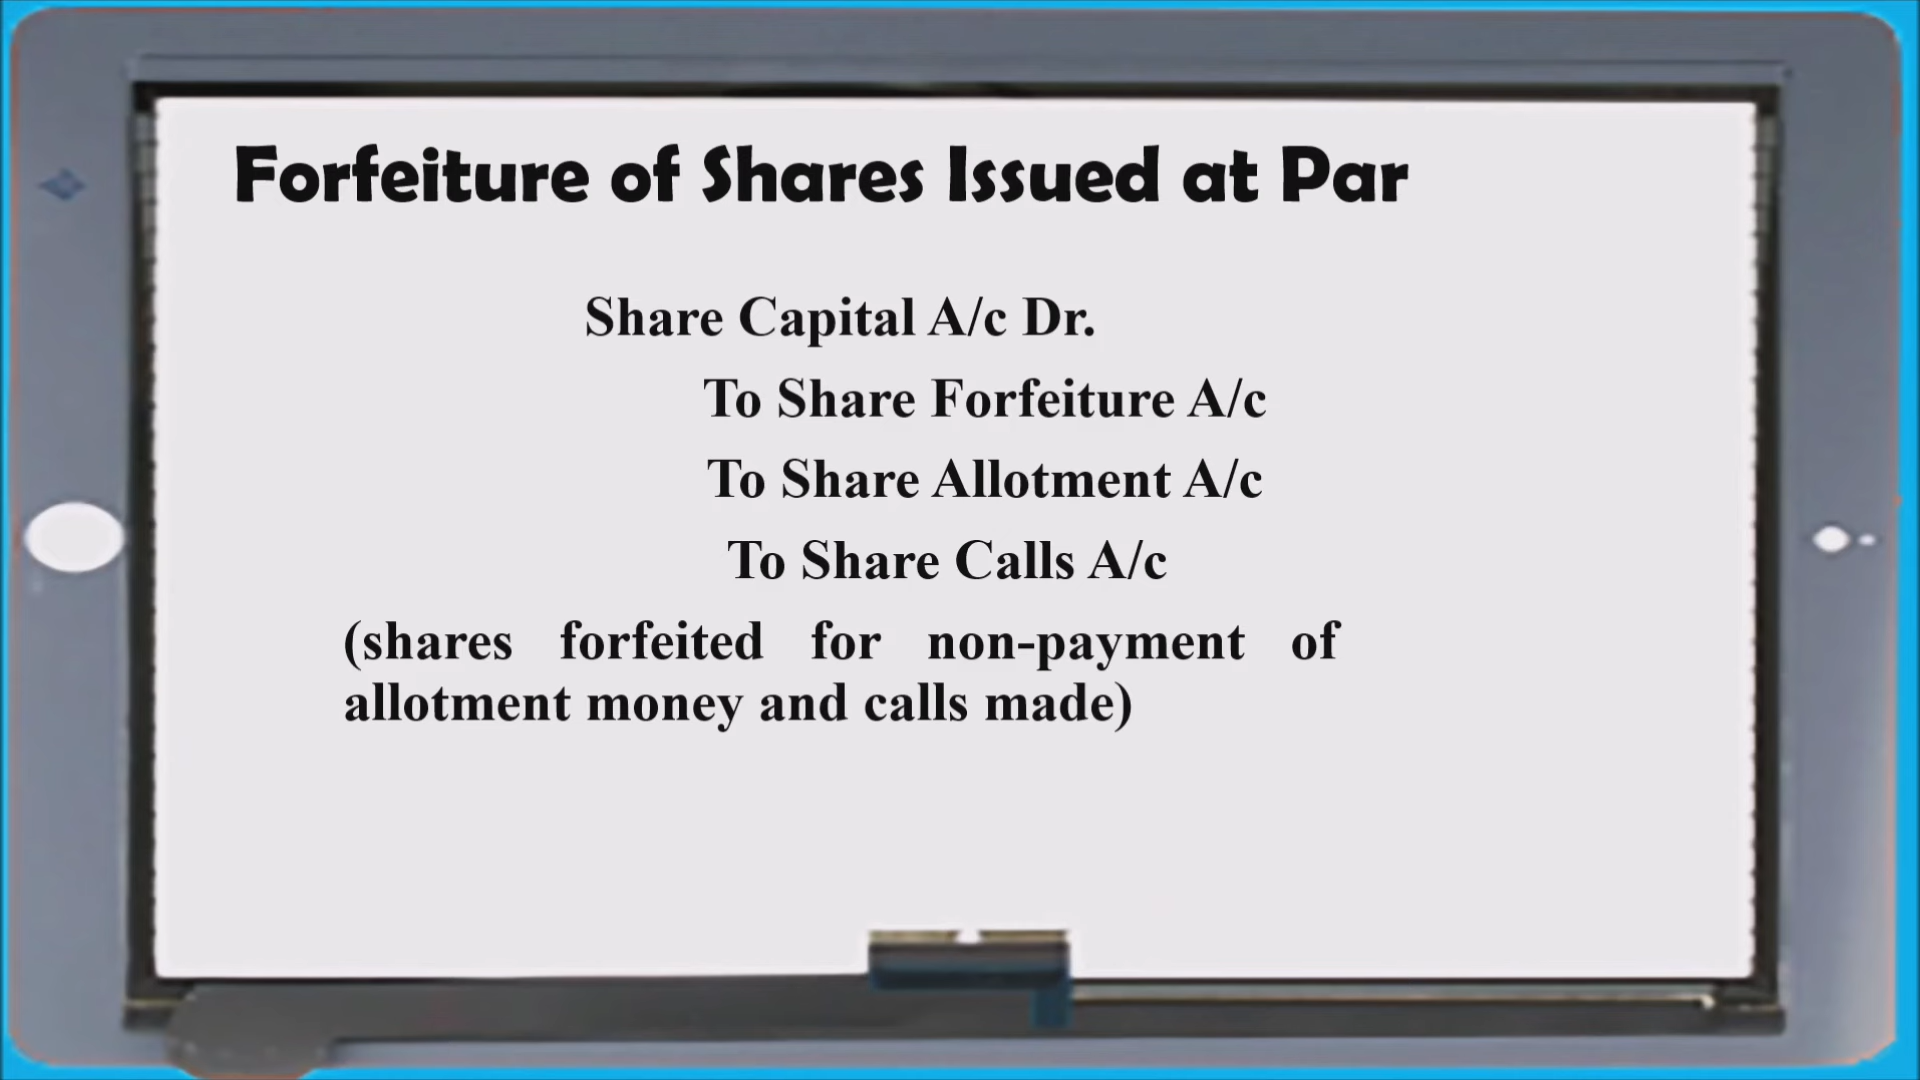 Forfeiture of Shares Issued at Par
Share Capital A/c Dr.
To Share Forfeiture A/c
To Share Allotment A/c
To Share Calls A/c
(shares forfeited for non-payment of
allotment money and calls made)